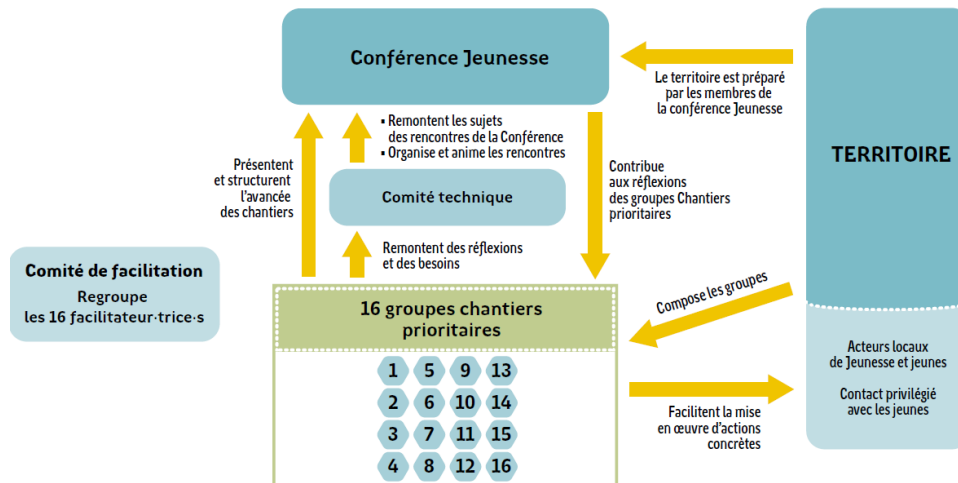 Conférence Jeunesse
Le territoire est préparé
par les membres de
la conférence Jeunesse
TERRITOIRE
▪ Remontent les sujets
des rencontres de la Conférence
▪ Organise et anime les rencontres
Présentent
et structurent
l'avancée
des chantiers
Comité technique
Contribue
aux réflexions
des groupes Chantiers
prioritaires
Remontent des réflexions
et des besoins
Comité de facilitation
Regroupe
les 16 facilitateur·trice·s
16 groupes chantiers
prioritaires
Compose les groupes
1 5 9 13
2 6 10 14
3 7 11 15
4 8 12 16
Facilitent la mise
en œuvre d'actions
concrètes
Acteurs locaux
de Jeunesse et jeunes
Contact privilégié
avec les jeunes